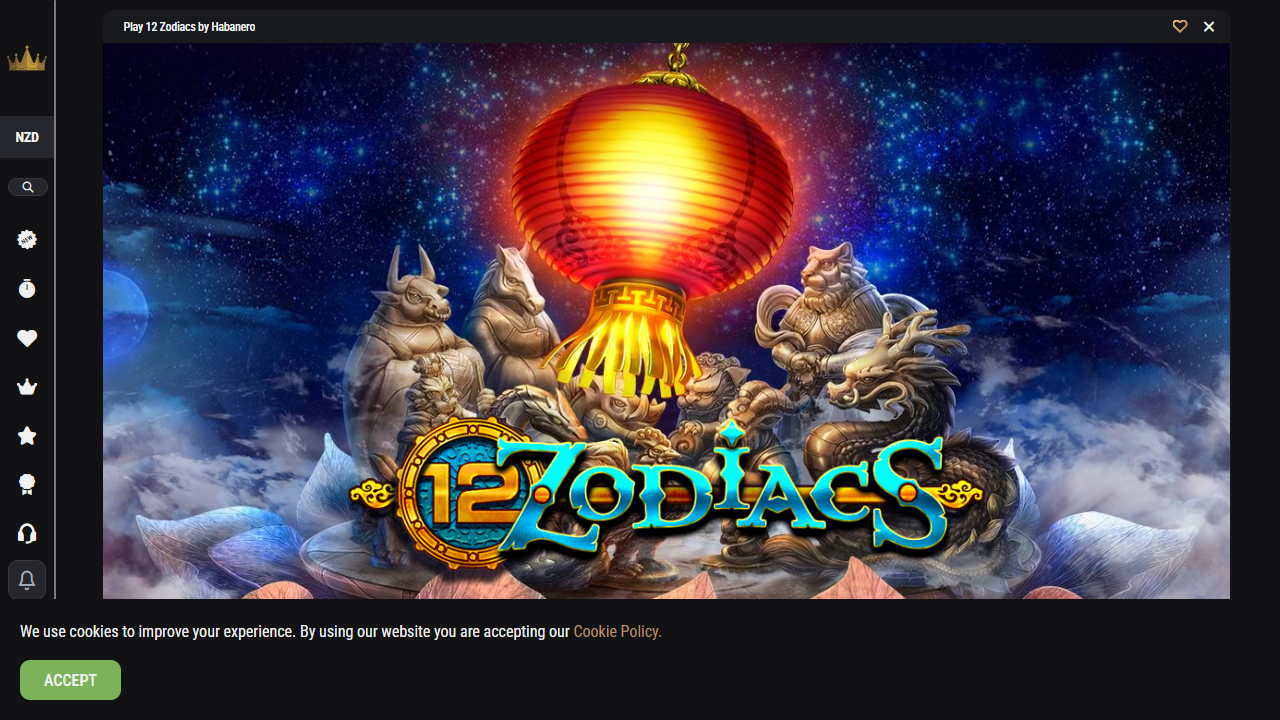 Play 12 Zodiacs by Habanero
NZD
NEW
12 ZODIACS
We use cookies to improve your experience. By using our website you are accepting our Cookie Policy.
ACCEPT